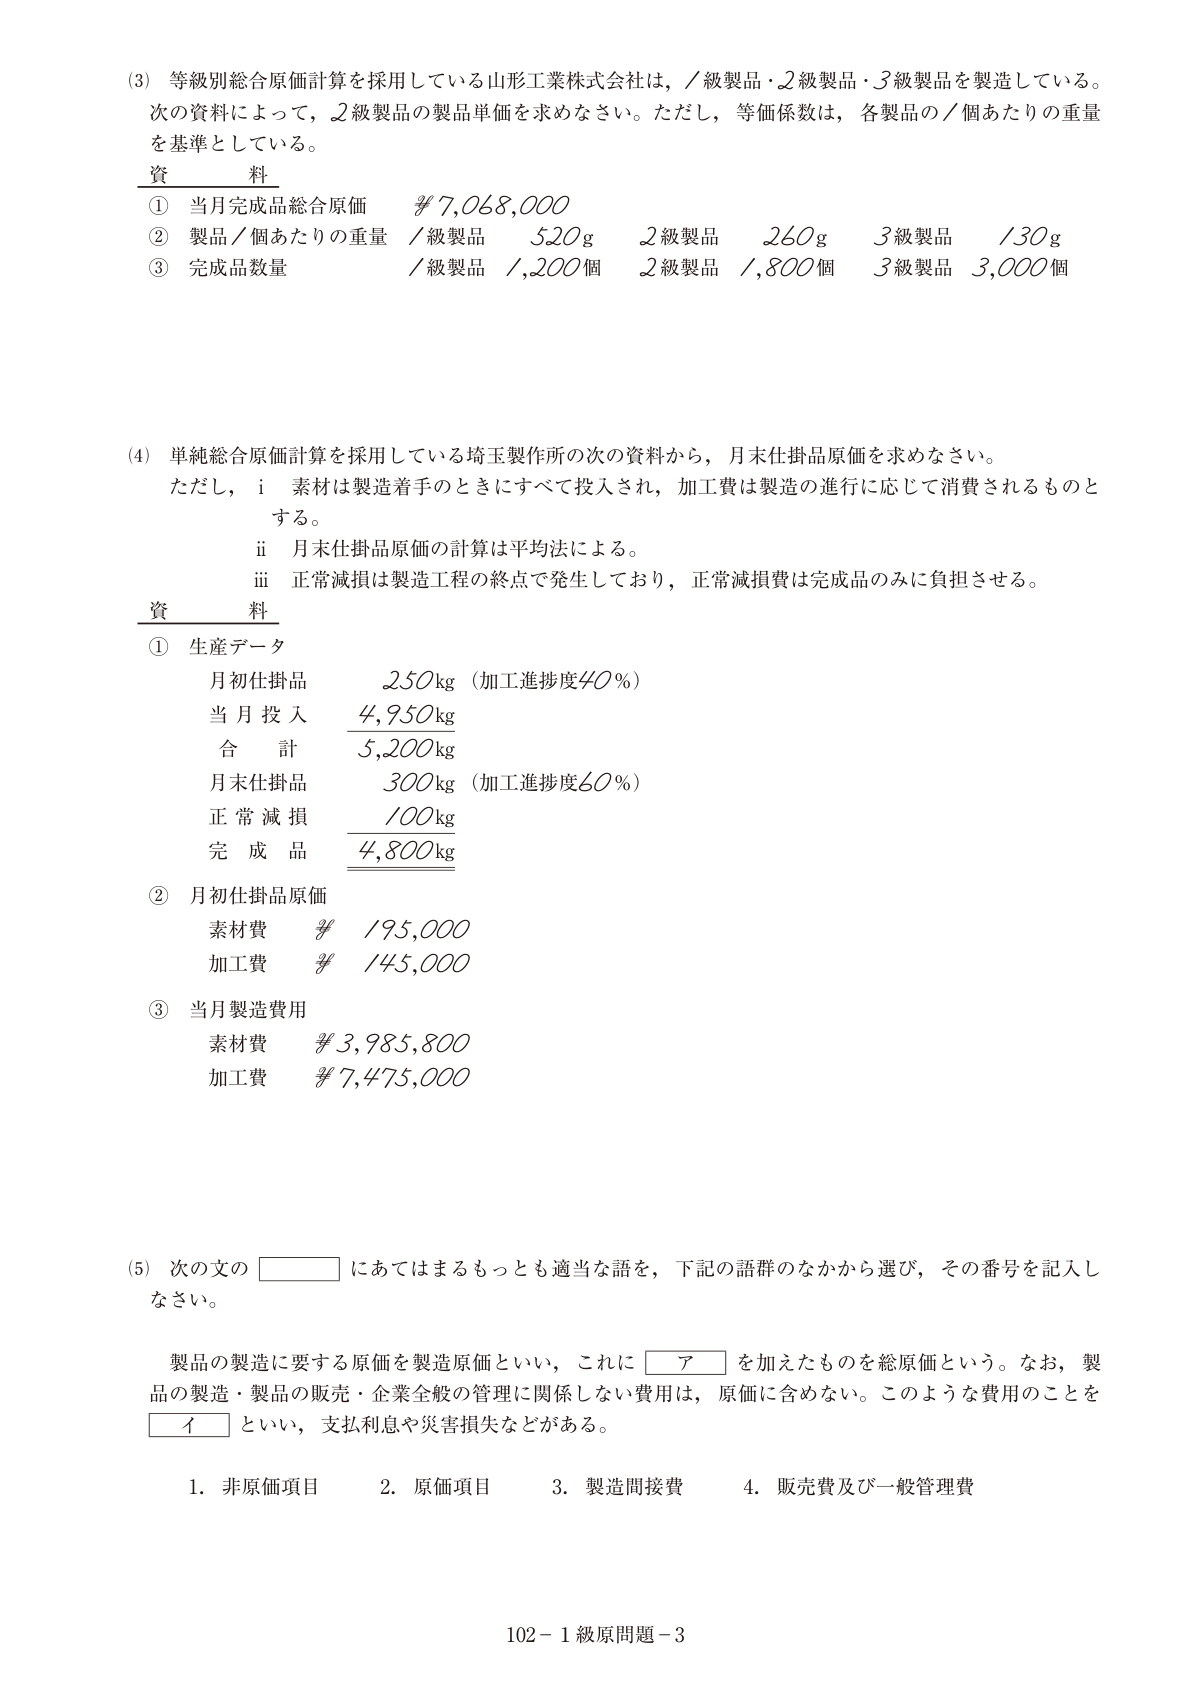 ⑶ 等級別総合原価計算を採用している山形工業株式会社は，1級製品・2級製品・3級製品を製造している。
次の資料によって，2級製品の製品単価を求めなさい。ただし，等価係数は，各製品の1個あたりの重量
を基準としている。
資　　料
① 当月完成品総合原価 ¥7,068,000
② 製品1個あたりの重量 1級製品 520g 2級製品 260g 3級製品 130g
③ 完成品数量 1級製品 1,200個 2級製品 1,800個 3級製品 3,000個
⑷ 単純総合原価計算を採用している埼玉製作所の次の資料から，月末仕掛品原価を求めなさい。
ただし，ⅰ 素材は製造着手のときにすべて投入され，加工費は製造の進行に応じて消費されるものと
する。
ⅱ 月末仕掛品原価の計算は平均法による。
ⅲ 正常減損は製造工程の終点で発生しており，正常減損費は完成品のみに負担させる。
資　　料
① 生産データ
月初仕掛品 250kg（加工進捗度40％）
当月投入 4,950kg
合計 5,200kg
月末仕掛品 300kg（加工進捗度60％）
正常減損 100kg
完成品 4,800kg
② 月初仕掛品原価
素材費 ¥ 195,000
加工費 ¥ 145,000
③ 当月製造費用
素材費 ¥3,985,800
加工費 ¥7,475,000
⑸ 次の文の　　　　にあてはまるもっとも適当な語を，下記の語群のなかから選び，その番号を記入し
なさい。
製品の製造に要する原価を製造原価といい，これに ア を加えたものを総原価という。なお，製
品の製造・製品の販売・企業全般の管理に関係しない費用は，原価に含めない。このような費用のことを
イ といい，支払利息や災害損失などがある。
1．非原価項目 2．原価項目 3．製造間接費 4．販売費及び一般管理費
102－1級原問題－3